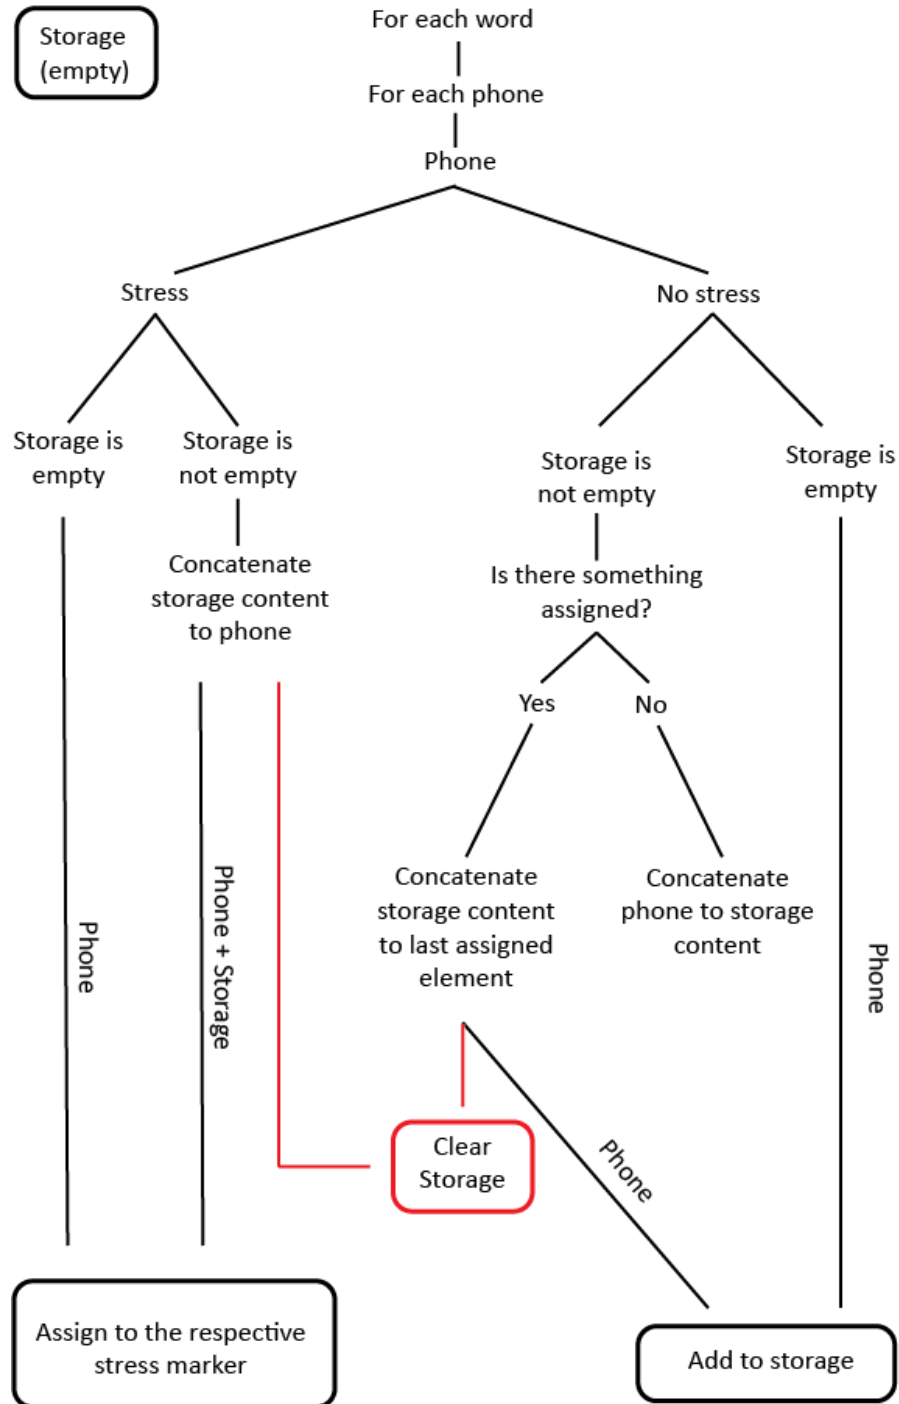 Storage
(empty)
For each word
For each phone
Phone
Stress
No stress
Storage is
empty
Storage is
not empty
Storage is
not empty
Storage is
empty
Concatenate
storage content
to phone
Is there something
assigned?
Yes
No
Concatenate
storage content
to last assigned
element
Concatenate
phone to storage
content
Phone
Phone + Storage
Phone
Clear
Storage
Phone
Assign to the respective
stress marker
Add to storage